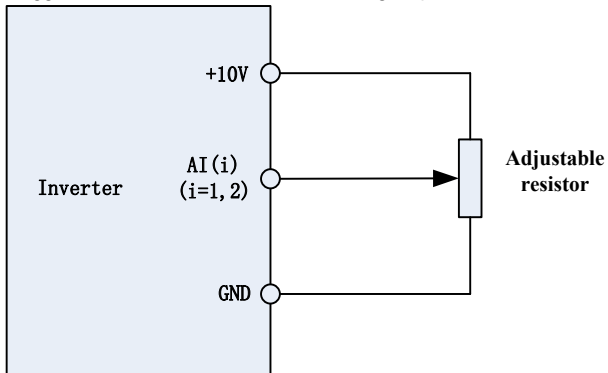 +10V
AI(i)
(i=1,2)
Inverter
GND
Adjustable
resistor